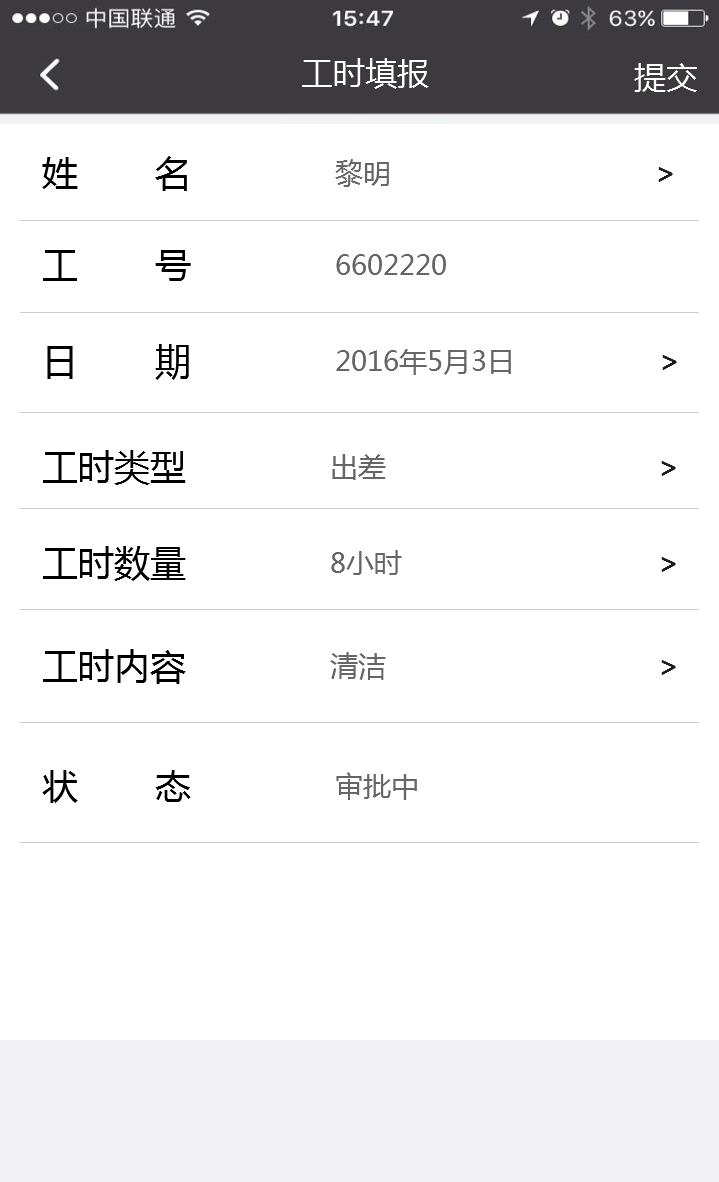 中国联通 15:47 63%
工时填报 提交
姓 名 黎明 >
工 号 6602220
日 期 2016年5月3日 >
工时类型 出差 >
工时数量 8小时 >
工时内容 清洁 >
状 态 审批中